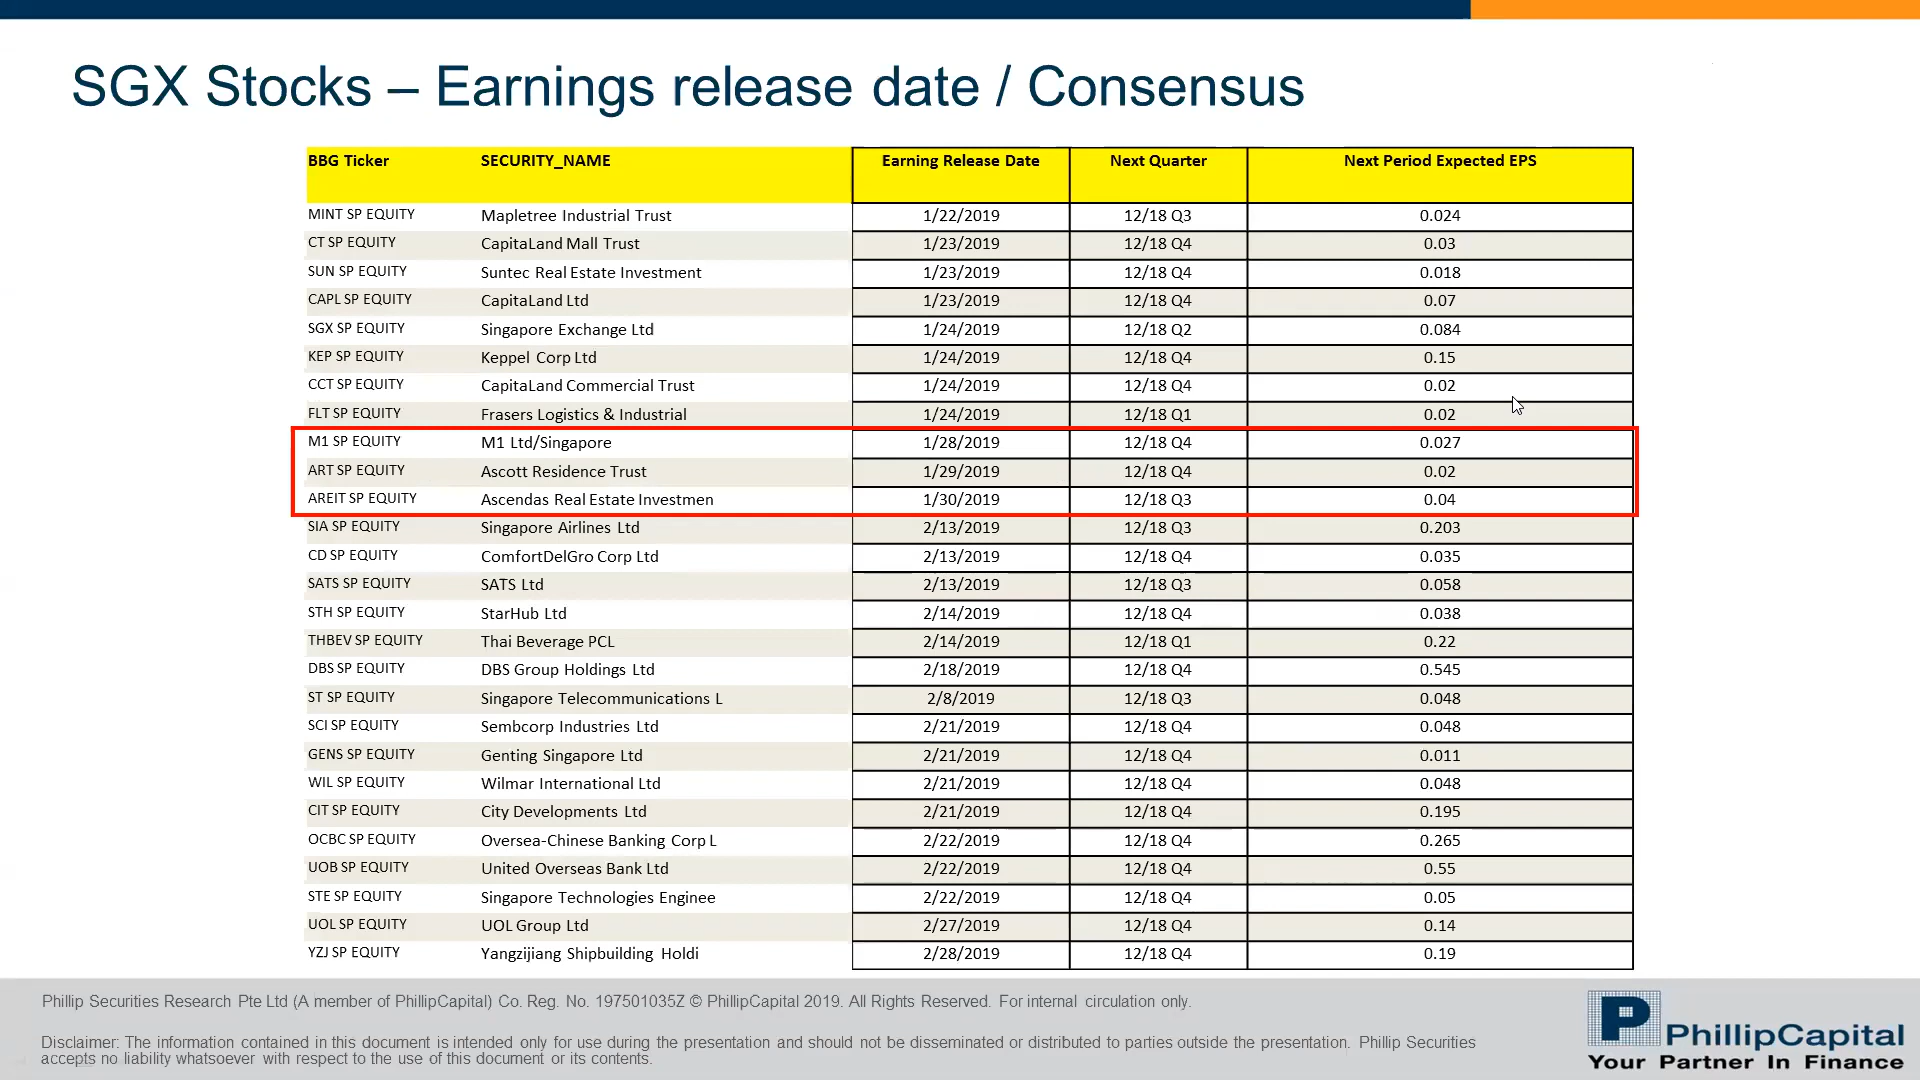 SGX Stocks – Earnings release date / Consensus
BBG Ticker SECURITY_NAME Earning Release Date Next Quarter Next Period Expected EPS
MINT SP EQUITY Mapletree Industrial Trust 1/22/2019 12/18 Q3 0.024
CT SP EQUITY CapitaLand Mall Trust 1/23/2019 12/18 Q4 0.03
SUN SP EQUITY Suntec Real Estate Investment 1/23/2019 12/18 Q4 0.018
CAPL SP EQUITY CapitaLand Ltd 1/23/2019 12/18 Q4 0.07
SGX SP EQUITY Singapore Exchange Ltd 1/24/2019 12/18 Q2 0.084
KEP SP EQUITY Keppel Corp Ltd 1/24/2019 12/18 Q4 0.15
CCT SP EQUITY CapitaLand Commercial Trust 1/24/2019 12/18 Q4 0.02
FLT SP EQUITY Frasers Logistics & Industrial 1/24/2019 12/18 Q1 0.02
M1 SP EQUITY M1 Ltd/Singapore 1/28/2019 12/18 Q4 0.027
ART SP EQUITY Ascott Residence Trust 1/29/2019 12/18 Q4 0.02
AREIT SP EQUITY Ascendas Real Estate Investmen 1/30/2019 12/18 Q3 0.04
SIA SP EQUITY Singapore Airlines Ltd 2/13/2019 12/18 Q3 0.203
CD SP EQUITY ComfortDelGro Corp Ltd 2/13/2019 12/18 Q4 0.035
SATS SP EQUITY SATS Ltd 2/13/2019 12/18 Q3 0.058
STH SP EQUITY StarHub Ltd 2/14/2019 12/18 Q4 0.038
THBEV SP EQUITY Thai Beverage PCL 2/14/2019 12/18 Q1 0.22
DBS SP EQUITY DBS Group Holdings Ltd 2/18/2019 12/18 Q4 0.545
ST SP EQUITY Singapore Telecommunications L 2/8/2019 12/18 Q3 0.048
SCI SP EQUITY Sembcorp Industries Ltd 2/21/2019 12/18 Q4 0.048
GENS SP EQUITY Genting Singapore Ltd 2/21/2019 12/18 Q4 0.011
WIL SP EQUITY Wilmar International Ltd 2/21/2019 12/18 Q4 0.048
CIT SP EQUITY City Developments Ltd 2/21/2019 12/18 Q4 0.195
OCBC SP EQUITY Oversea-Chinese Banking Corp L 2/22/2019 12/18 Q4 0.265
UOB SP EQUITY United Overseas Bank Ltd 2/22/2019 12/18 Q4 0.55
STE SP EQUITY Singapore Technologies Enginee 2/22/2019 12/18 Q4 0.05
UOL SP EQUITY UOL Group Ltd 2/27/2019 12/18 Q4 0.14
YZJ SP EQUITY Yangzijiang Shipbuilding Holdi 2/28/2019 12/18 Q4 0.19
Phillip Securities Research Pte Ltd (A member of PhillipCapital) Co. Reg. No. 197501035Z © PhillipCapital 2019. All Rights Reserved. For internal circulation only.
Disclaimer: The information contained in this document is intended only for use during the presentation and should not be disseminated or distributed to parties outside the presentation. Phillip Securities
accepts no liability whatsoever with respect to the use of this document or its contents.
PhillipCapital
Your Partner In Finance